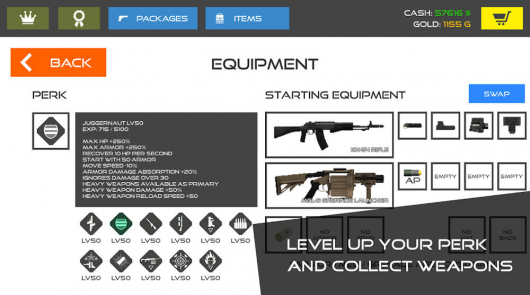 PACKAGES
ITEMS
CASH: 57616 $
GOLD: 1155 G
BACK
EQUIPMENT
PERK
STARTING EQUIPMENT
SWAP
JUGGERNAUT LV50
EXP: 715 / 5100
MAX HP +250%
MAX ARMOR +250%
RECOVER 10 HP PER SECOND
START WITH 50 ARMOR
MOVE SPEED -10%
ARMOR DAMAGE ABSORPTION +20%
IGNORES DAMAGE OVER 30
HEAVY WEAPONS AVAILABLE AS PRIMARY
HEAVY WEAPON DAMAGE +50%
HEAVY WEAPON RELOAD SPEED +50
RIFLE
GRENADE LAUNCHER
AP
EMPTY
EMPTY
EMPTY
LV50
LV50
LV50
LV50
LV50
LV50
LV50
LV50
LV50
LV50
LV50
NO
NO
NO
BACK
LEVEL UP YOUR PERK
AND COLLECT WEAPONS